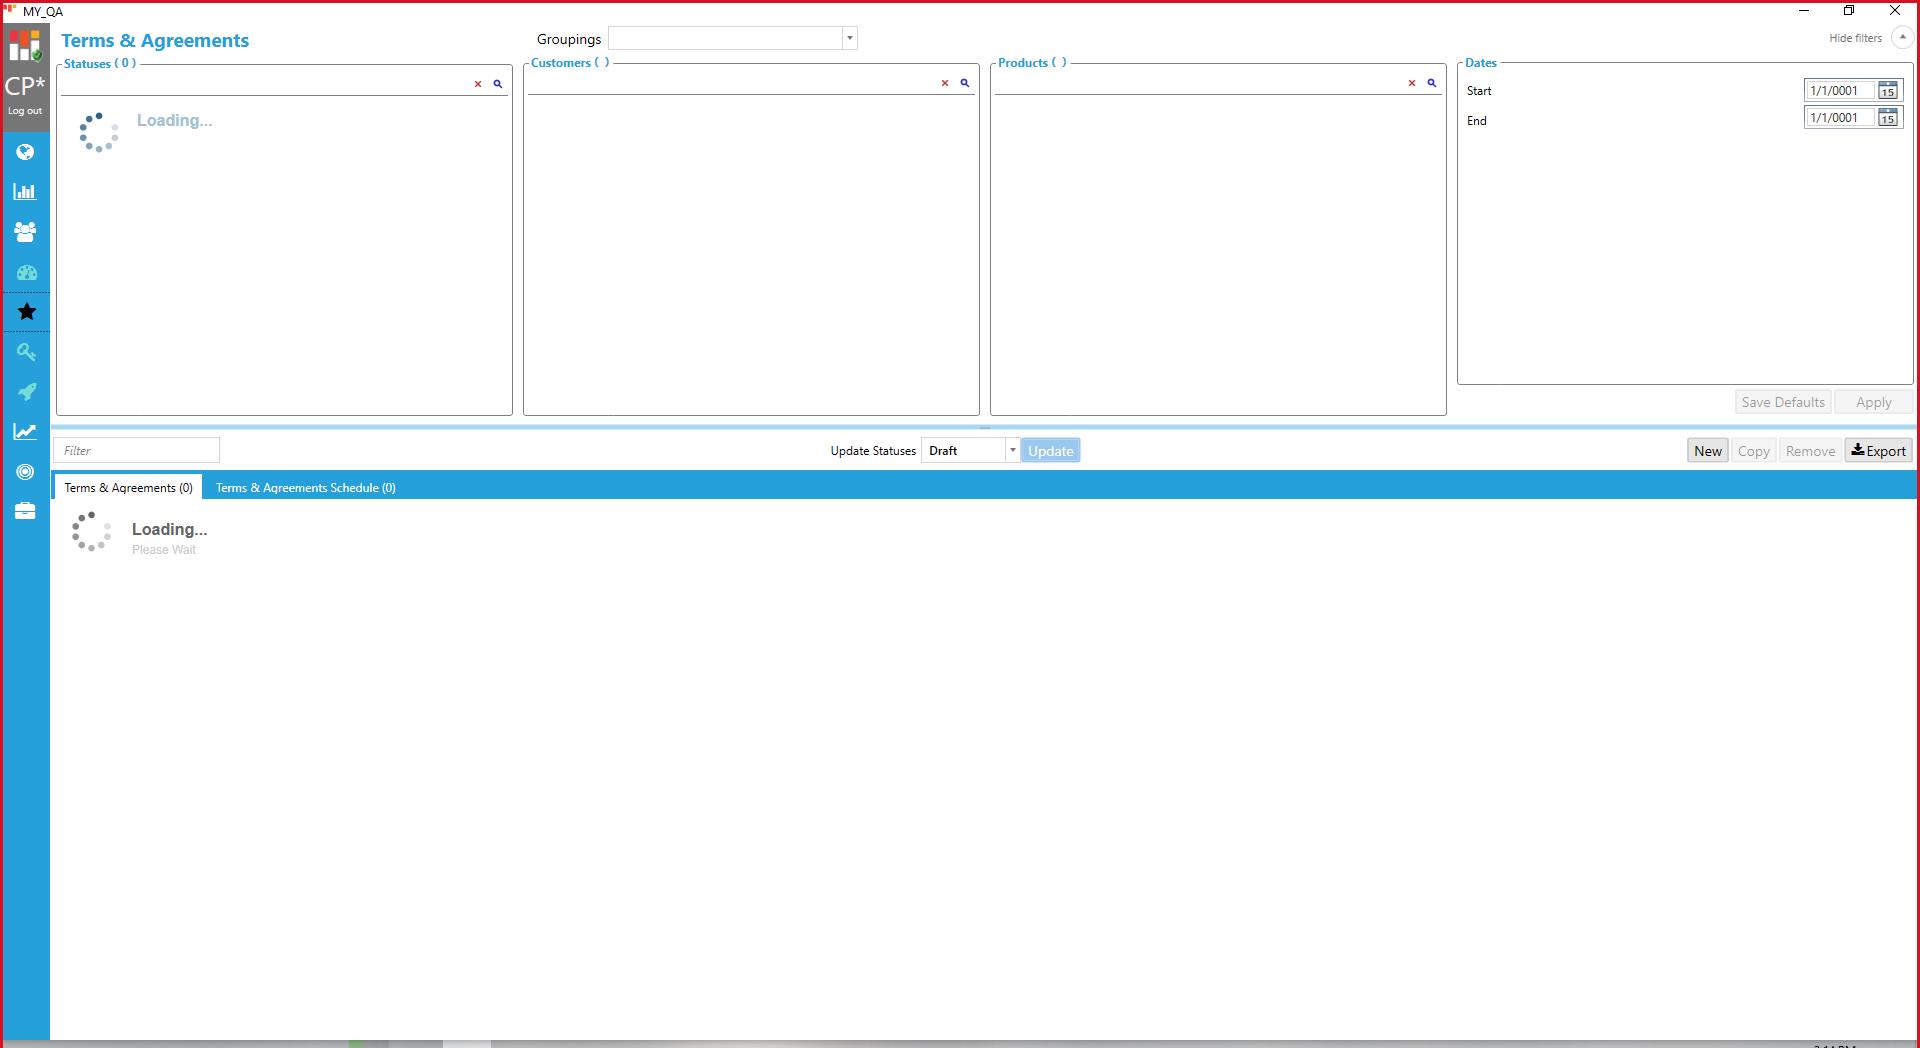 MY_QA
CP*
Log out
Terms & Agreements
Groupings
Hide filters
Statuses ( 0 )
Customers ( )
Products ( )
Dates
Loading...
Start
1/1/0001
15
End
1/1/0001
15
Save Defaults
Apply
Filter
Update Statuses
Draft
Update
New
Copy
Remove
Export
Terms & Agreements (0)
Terms & Agreements Schedule (0)
Loading...
Please Wait